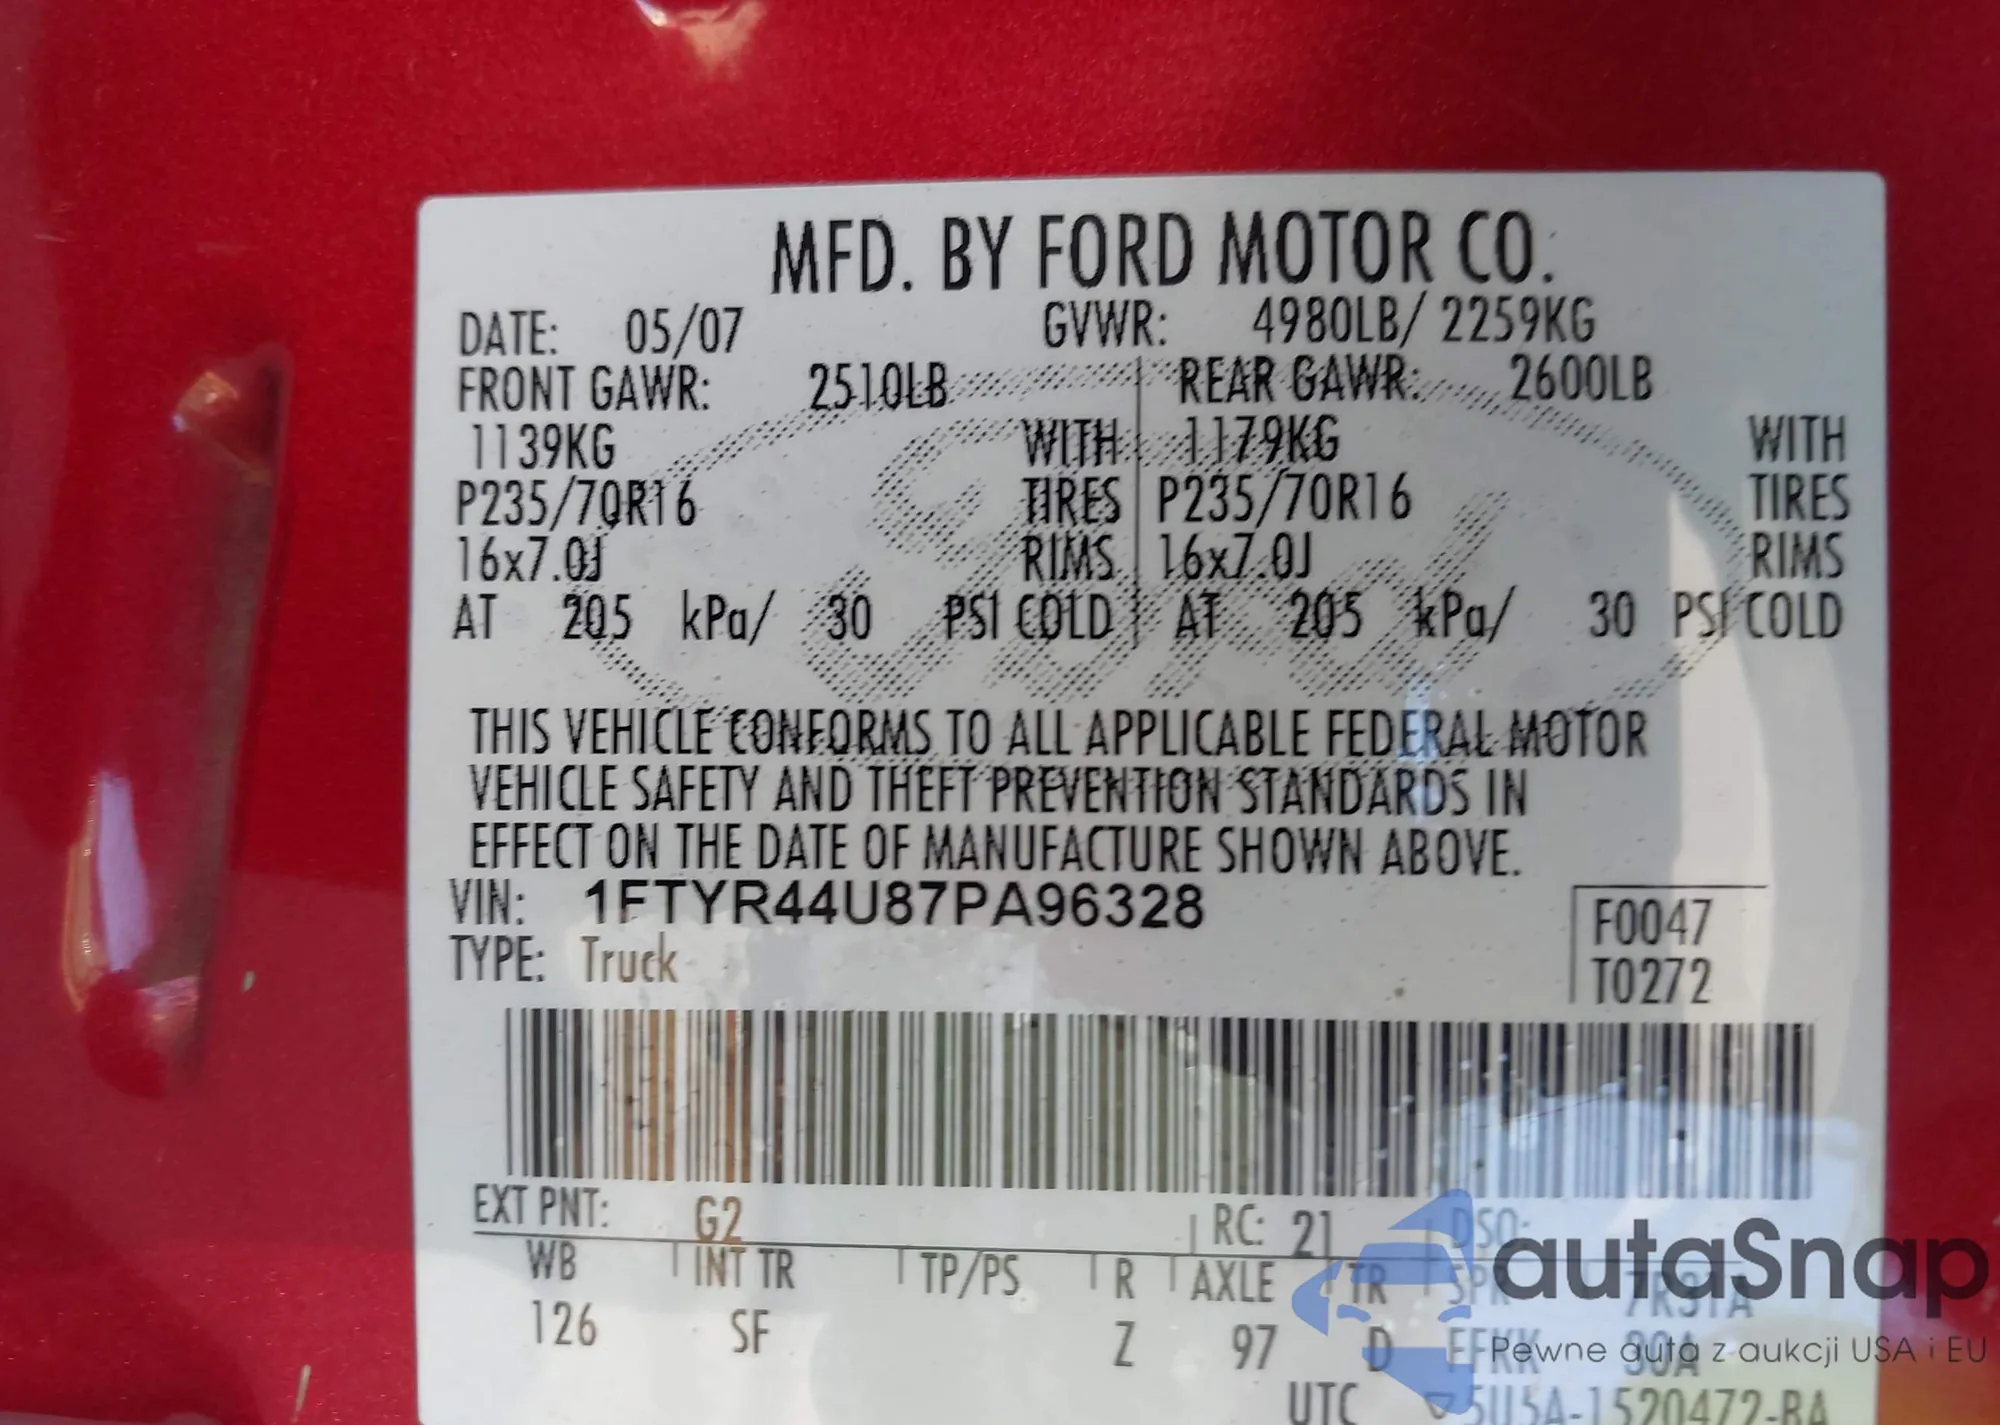 MFD. BY FORD MOTOR CO.
DATE: 05/07 GVWR: 4980LB/ 2259KG
FRONT GAWR: 2510LB REAR GAWR: 2600LB
1139KG WITH 1179KG WITH
P235/70R16 TIRES P235/70R16 TIRES
16x7.0J RIMS 16x7.0J RIMS
AT 205 kPa/ 30 PSI COLD AT 205 kPa/ 30 PSI COLD
THIS VEHICLE CONFORMS TO ALL APPLICABLE FEDERAL MOTOR
VEHICLE SAFETY AND THEFT PREVENTION STANDARDS IN
EFFECT ON THE DATE OF MANUFACTURE SHOWN ABOVE.
VIN: 1FTYR44U87PA96328
TYPE: Truck
F0047
T0272
EXT PNT: G2 RC: 21 DSO:
WB INT TR TP/PS R AXLE TR SPR 7R31A
126 SF Z 97 D
UTC
autaSnap
Pewne auta z aukcji USA i EU